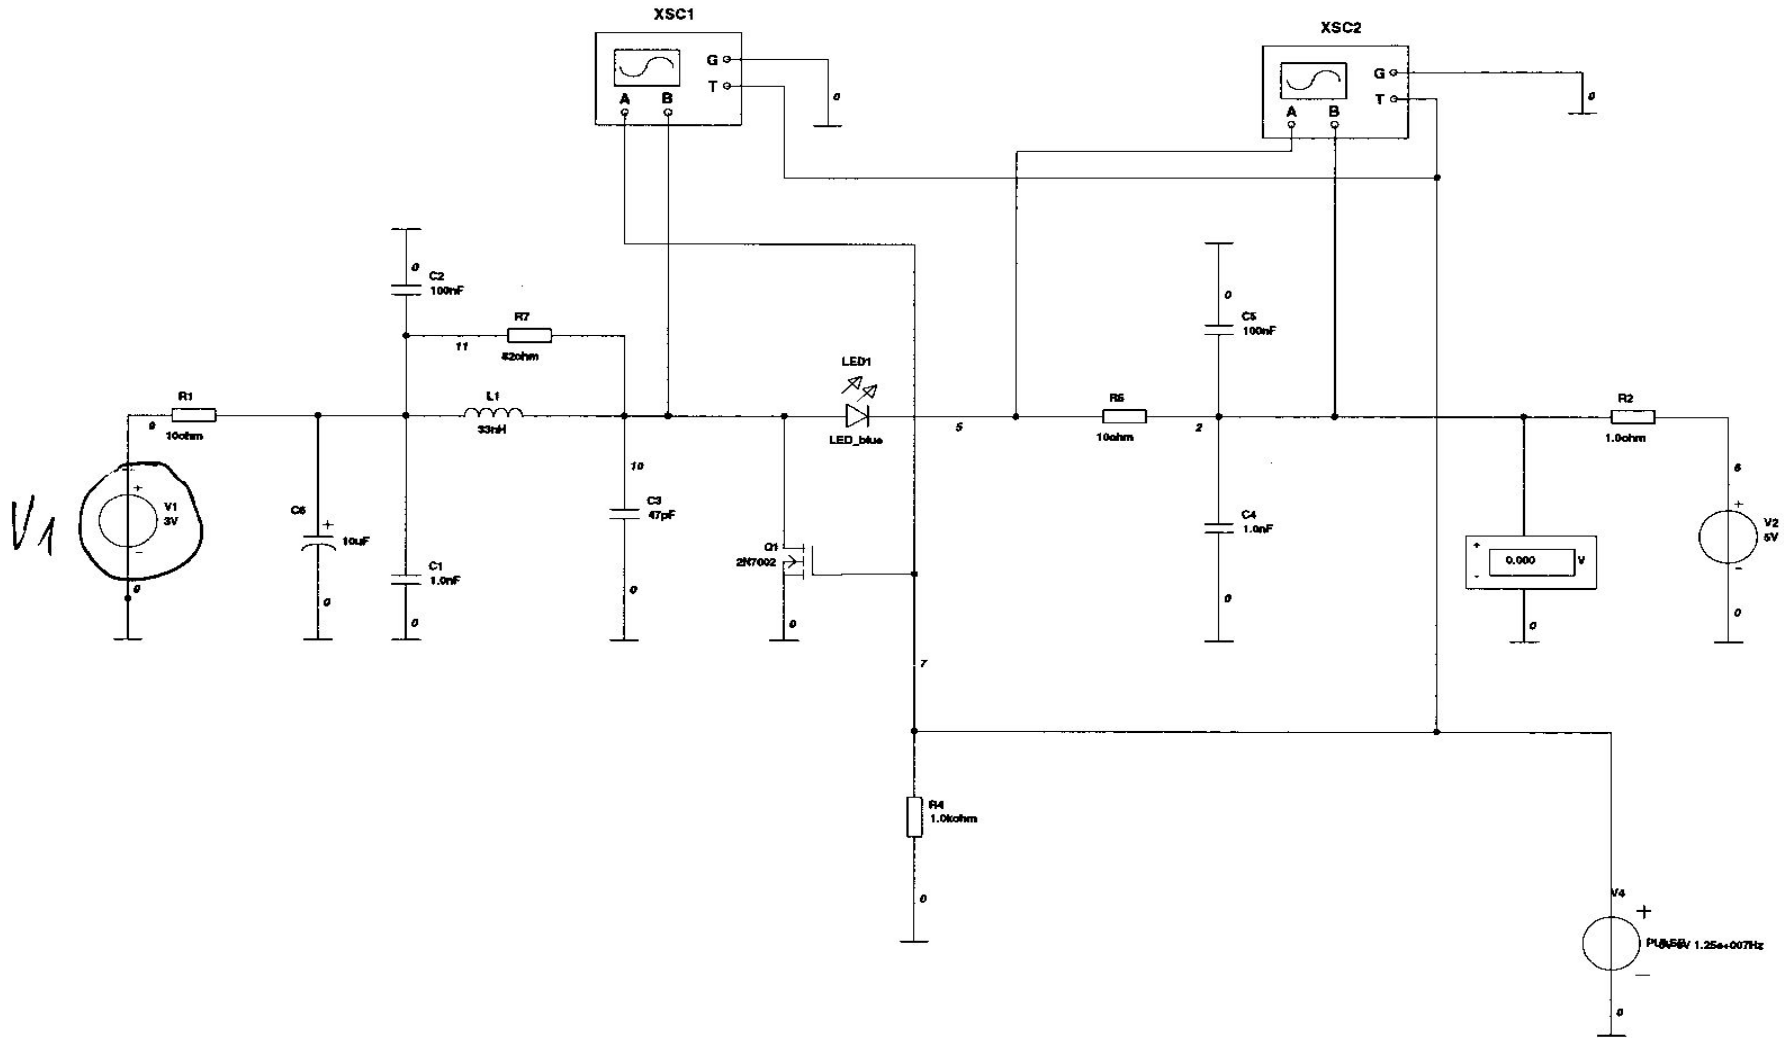 XSC1
XSC2
G
T
A B
0
G
T
A B
0
0
C2
100nF
R7
11
82ohm
0
C5
100nF
LED1
LED_blue
R1
9
10ohm
L1
33nH
5
R6
10ohm
2
R2
1.0ohm
10
6
V1
+
V1
3V
-
0
C6
+
10uF
0
C1
1.0nF
0
C3
47pF
0
Q1
2N7002
0
C4
1.0nF
0
+
0.000 V
-
0
+
V2
5V
-
0
7
R4
1.0kohm
0
V4
+
1.25e+007Hz
-
0